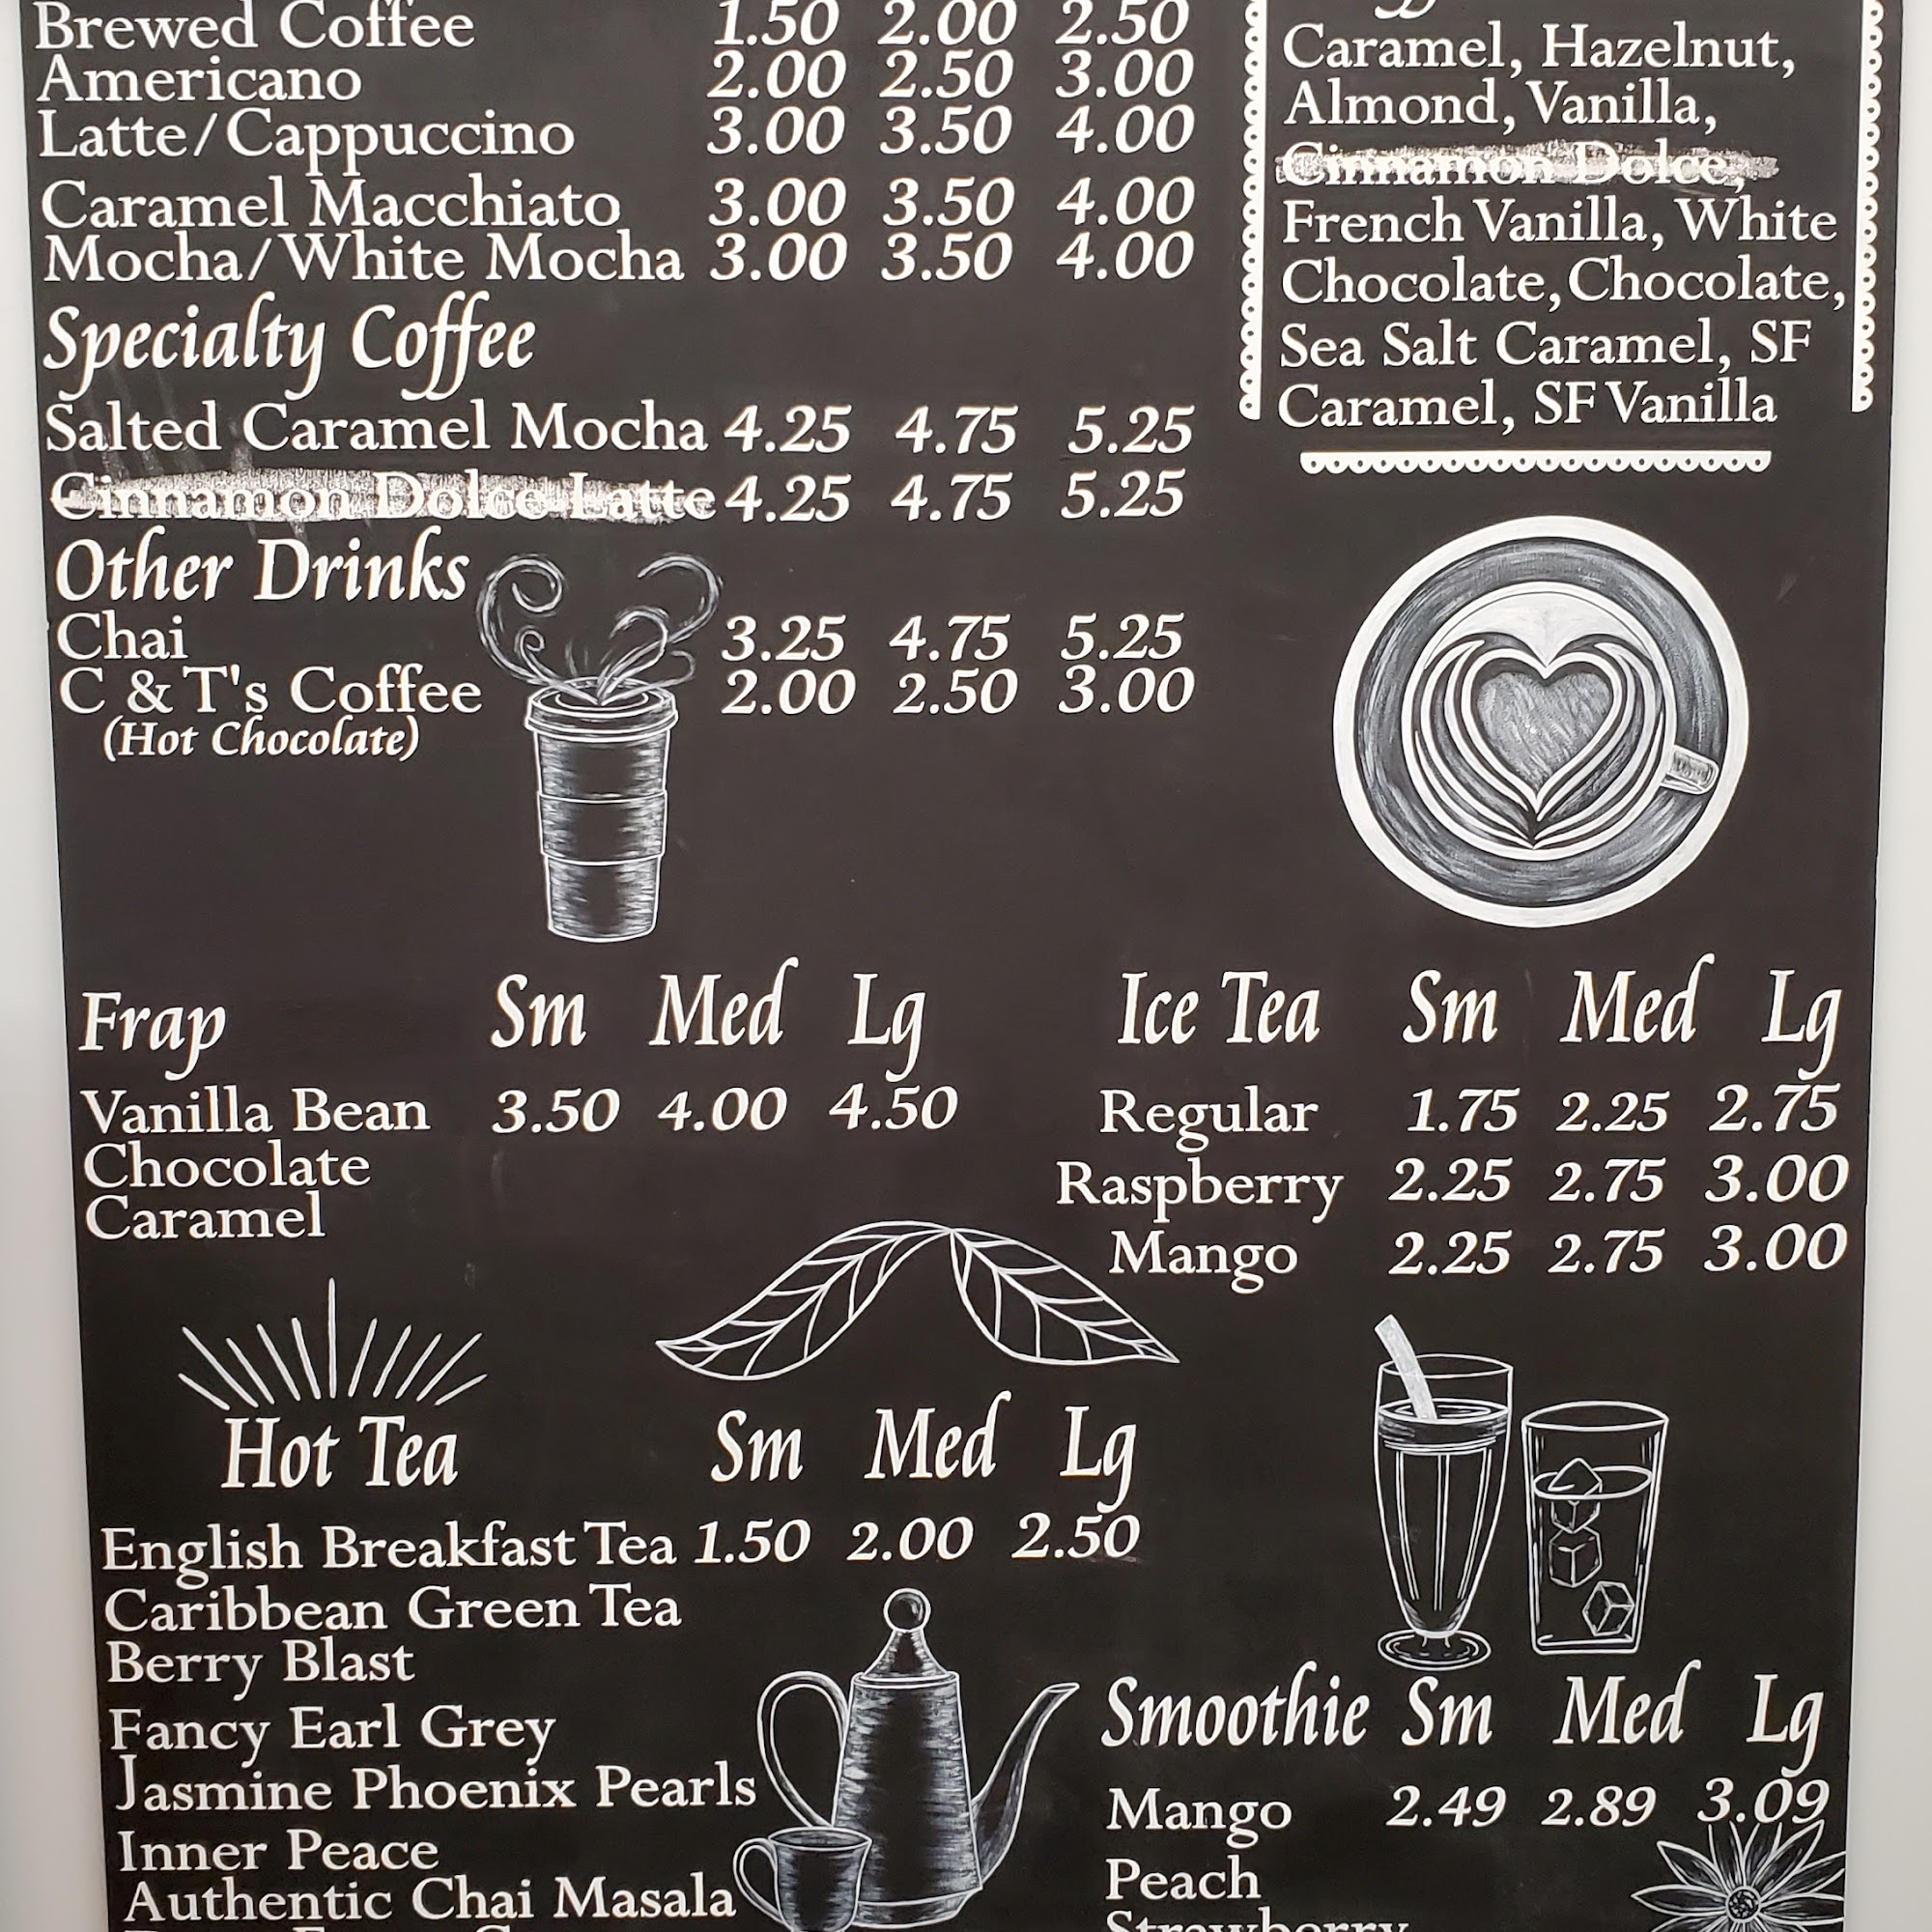 Brewed Coffee 1.50 2.00 2.50
Americano 2.00 2.50 3.00
Latte/Cappuccino 3.00 3.50 4.00
Caramel Macchiato 3.00 3.50 4.00
Mocha/White Mocha 3.00 3.50 4.00
Specialty Coffee
Salted Caramel Mocha 4.25 4.75 5.25
Cinnamon Dolce Latte 4.25 4.75 5.25
Other Drinks
Chai 3.25 4.75 5.25
C & T's Coffee 2.00 2.50 3.00
(Hot Chocolate)
Caramel, Hazelnut,
Almond, Vanilla,
Cinnamon Dolce,
French Vanilla, White
Chocolate, Chocolate,
Sea Salt Caramel, SF
Caramel, SF Vanilla
Frap Sm Med Lg
Vanilla Bean 3.50 4.00 4.50
Chocolate
Caramel
Ice Tea Sm Med Lg
Regular 1.75 2.25 2.75
Raspberry 2.25 2.75 3.00
Mango 2.25 2.75 3.00
Hot Tea Sm Med Lg
English Breakfast Tea 1.50 2.00 2.50
Caribbean Green Tea
Berry Blast
Fancy Earl Grey
Jasmine Phoenix Pearls
Inner Peace
Authentic Chai Masala
Smoothie Sm Med Lg
Mango 2.49 2.89 3.09
Peach
Strawberry